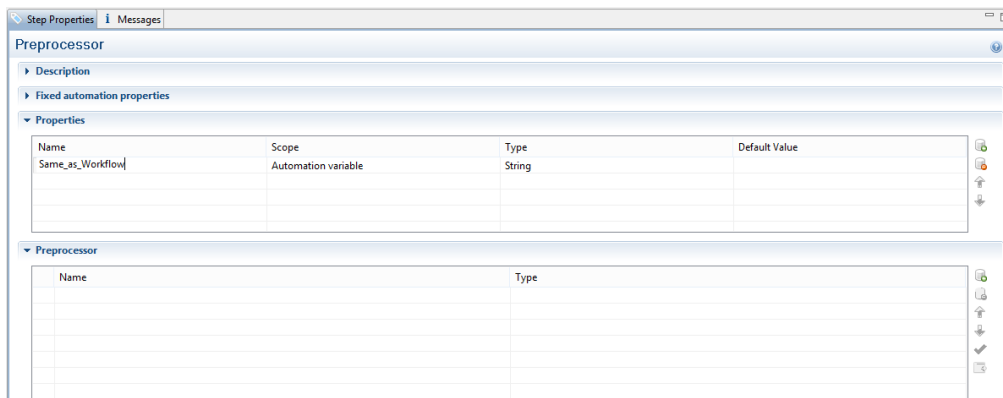 Step Properties i Messages
Preprocessor
Description
Fixed automation properties
Properties
Name Scope Type Default Value
Same_as_Workflow Automation variable String
Preprocessor
Name Type